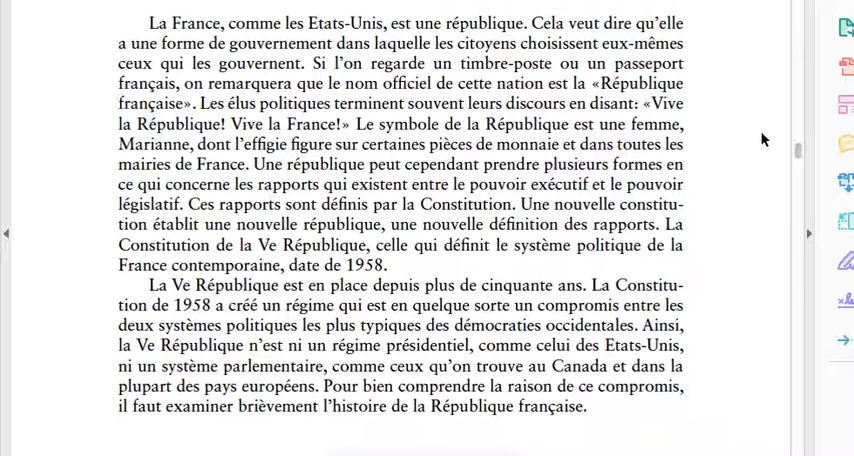 La France, comme les Etats-Unis, est une république. Cela veut dire qu'elle
a une forme de gouvernement dans laquelle les citoyens choisissent eux-mêmes
ceux qui les gouvernent. Si l'on regarde un timbre-poste ou un passeport
français, on remarquera que le nom officiel de cette nation est la «République
française». Les élus politiques terminent souvent leurs discours en disant: «Vive
la République! Vive la France!» Le symbole de la République est une femme,
Marianne, dont l'effigie figure sur certaines pièces de monnaie et dans toutes les
mairies de France. Une république peut cependant prendre plusieurs formes en
ce qui concerne les rapports qui existent entre le pouvoir exécutif et le pouvoir
législatif. Ces rapports sont définis par la Constitution. Une nouvelle constitu-
tion établit une nouvelle république, une nouvelle définition des rapports. La
Constitution de la Ve République, celle qui définit le système politique de la
France contemporaine, date de 1958.
La Ve République est en place depuis plus de cinquante ans. La Constitu-
tion de 1958 a créé un régime qui est en quelque sorte un compromis entre les
deux systèmes politiques les plus typiques des démocraties occidentales. Ainsi,
la Ve République n'est ni un régime présidentiel, comme celui des Etats-Unis,
ni un système parlementaire, comme ceux qu'on trouve au Canada et dans la
plupart des pays européens. Pour bien comprendre la raison de ce compromis,
il faut examiner brièvement l'histoire de la République française.